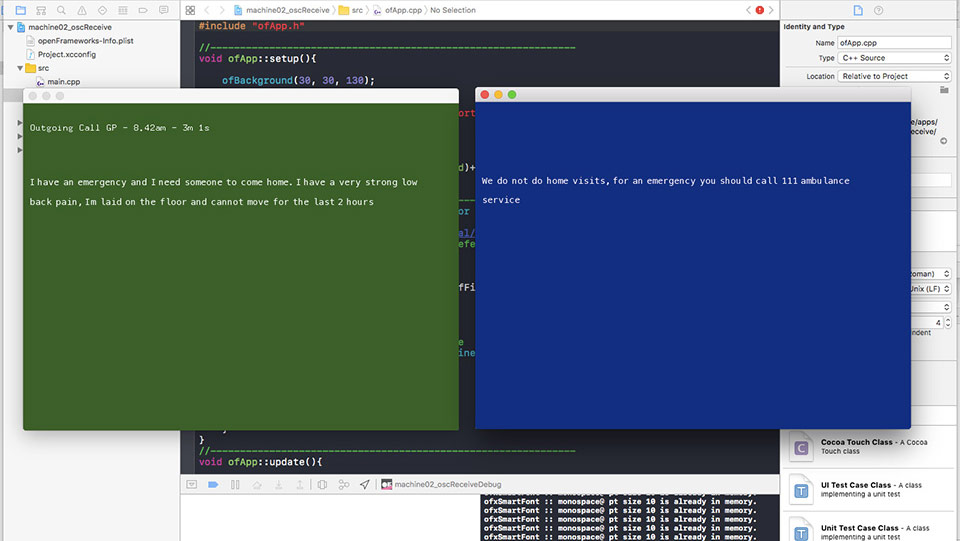 machine02_oscReceive
src
ofApp.cpp
No Selection
machine02_oscReceive
openFrameworks-Info.plist
Project.xcconfig
src
main.cpp
#include "ofApp.h"
//--------------------------------------------------------------
void ofApp::setup(){
ofBackground(30, 30, 130);
Identity and Type
Name ofApp.cpp
Type C++ Source
Location Relative to Project
Outgoing Call GP - 8.42am - 3m 1s
I have an emergency and I need someone to come home. I have a very strong low
back pain, Im laid on the floor and cannot move for the last 2 hours
We do not do home visits, for an emergency you should call 111 ambulance
service
4
}
//--------------------------------------------------------------
void ofApp::update(){
machine02_oscReceiveDebug
ofxSmartFont :: monospace@ pt size 10 is already in memory.
ofxSmartFont :: monospace@ pt size 10 is already in memory.
ofxSmartFont :: monospace@ pt size 10 is already in memory.
ofxSmartFont :: monospace@ pt size 10 is already in memory.
ofxSmartFont :: monospace@ pt size 10 is already in memory.
Cocoa Touch Class - A Cocoa
Touch class
UI Test Case Class - A class
implementing a unit test
Unit Test Case Class - A class
implementing a unit test